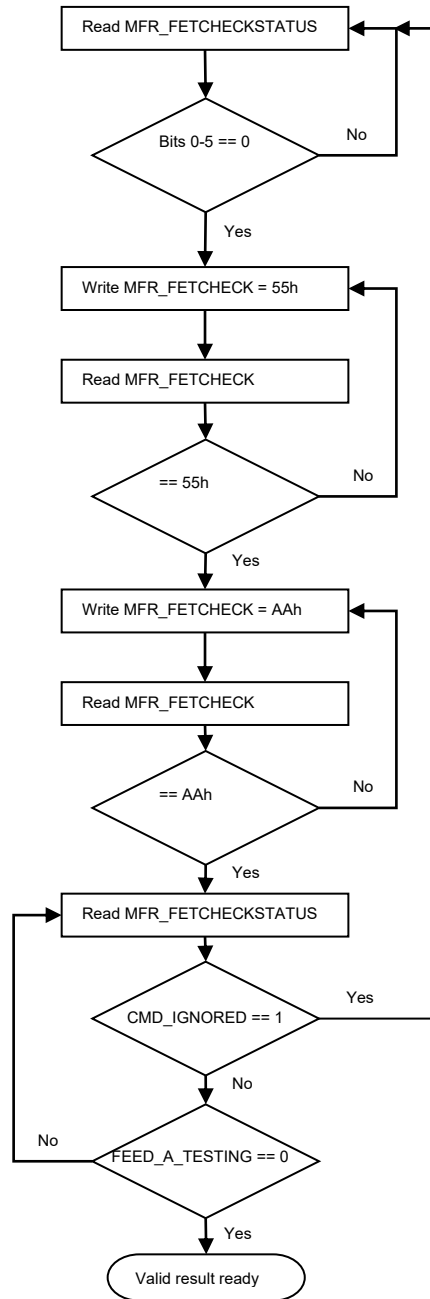 Read MFR_FETCHECKSTATUS
Bits 0-5 == 0
No
Yes
Write MFR_FETCHECK = 55h
Read MFR_FETCHECK
== 55h
No
Yes
Write MFR_FETCHECK = AAh
Read MFR_FETCHECK
== AAh
No
Yes
Read MFR_FETCHECKSTATUS
CMD_IGNORED == 1
Yes
No
No
FEED_A_TESTING == 0
Yes
Valid result ready